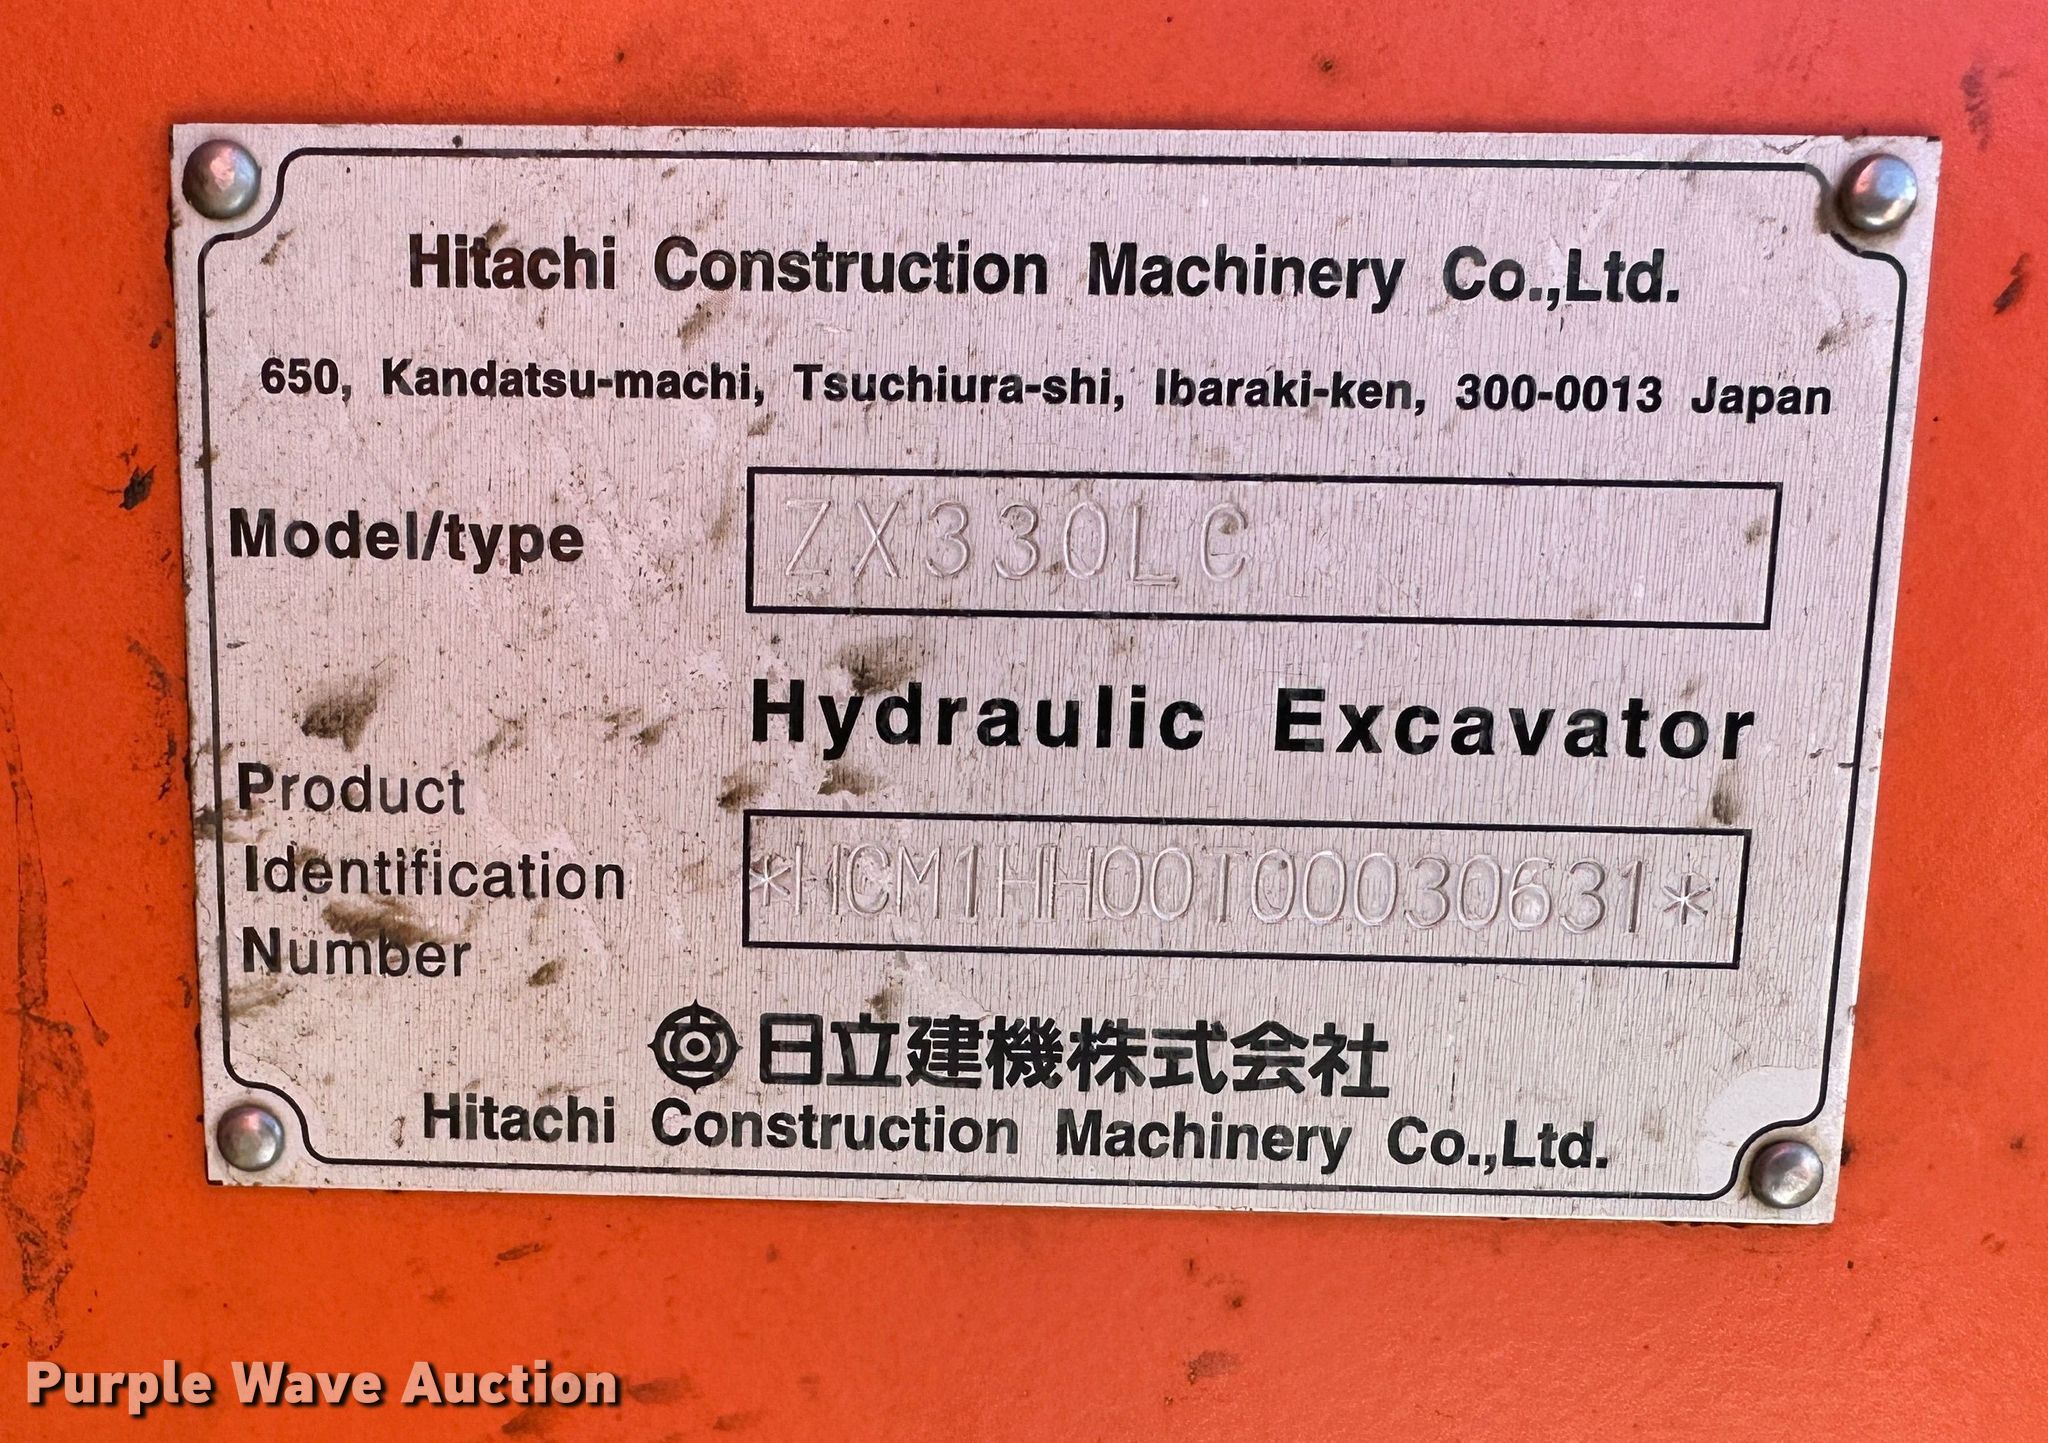 Hitachi Construction Machinery Co.,Ltd.
650, Kandatsu-machi, Tsuchiura-shi, Ibaraki-ken, 300-0013 Japan
Model/type ZX330LC
Hydraulic Excavator
Product
Identification
Number
*HCM1HH00T00030631*
日立建機株式会社
Hitachi Construction Machinery Co.,Ltd.
Purple Wave Auction